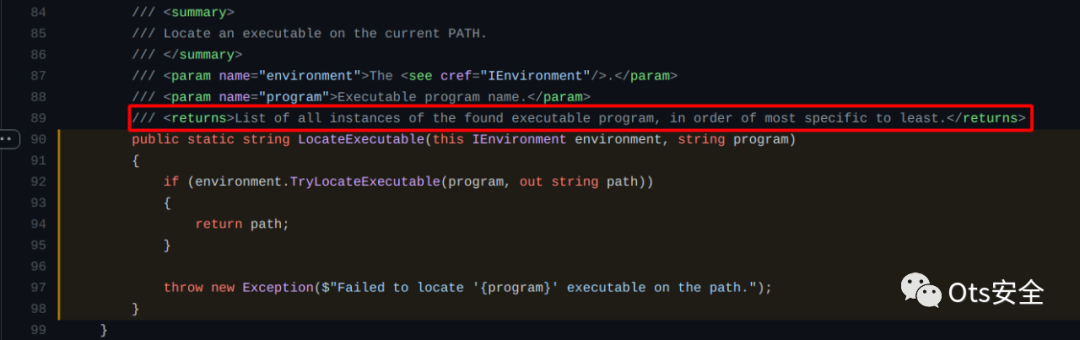 84 /// <summary>
85 /// Locate an executable on the current PATH.
86 /// </summary>
87 /// <param name="environment">The <see cref="IEnvironment"/>.</param>
88 /// <param name="program">Executable program name.</param>
89 /// <returns>List of all instances of the found executable program, in order of most specific to least.</returns>
90 public static string LocateExecutable(this IEnvironment environment, string program)
91 {
92 if (environment.TryLocateExecutable(program, out string path))
93 {
94 return path;
95 }
96
97 throw new Exception($"Failed to locate '{program}' executable on the path.");
98 }
99 }
Ots安全